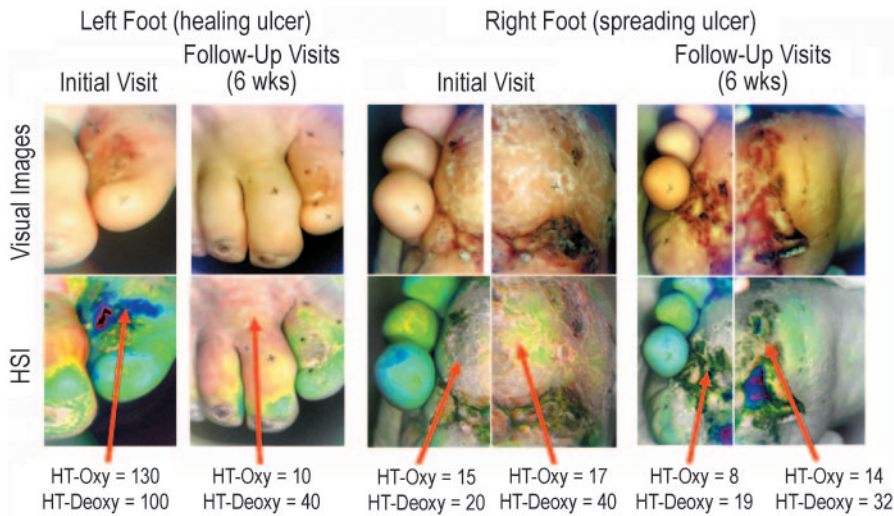 Left Foot (healing ulcer)
Right Foot (spreading ulcer)
Initial Visit
Follow-Up Visits
(6 wks)
Initial Visit
Follow-Up Visits
(6 wks)
Visual Images
HSI
HT-Oxy = 130
HT-Deoxy = 100
HT-Oxy = 10
HT-Deoxy = 40
HT-Oxy = 15
HT-Deoxy = 20
HT-Oxy = 17
HT-Deoxy = 40
HT-Oxy = 8
HT-Deoxy = 19
HT-Oxy = 14
HT-Deoxy = 32